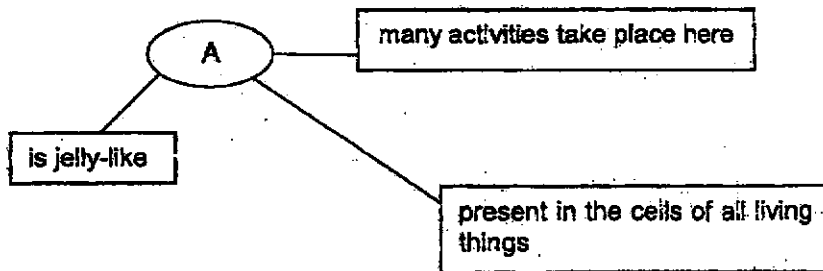 A
many activities take place here
is jelly-like
present in the cells of all living
things